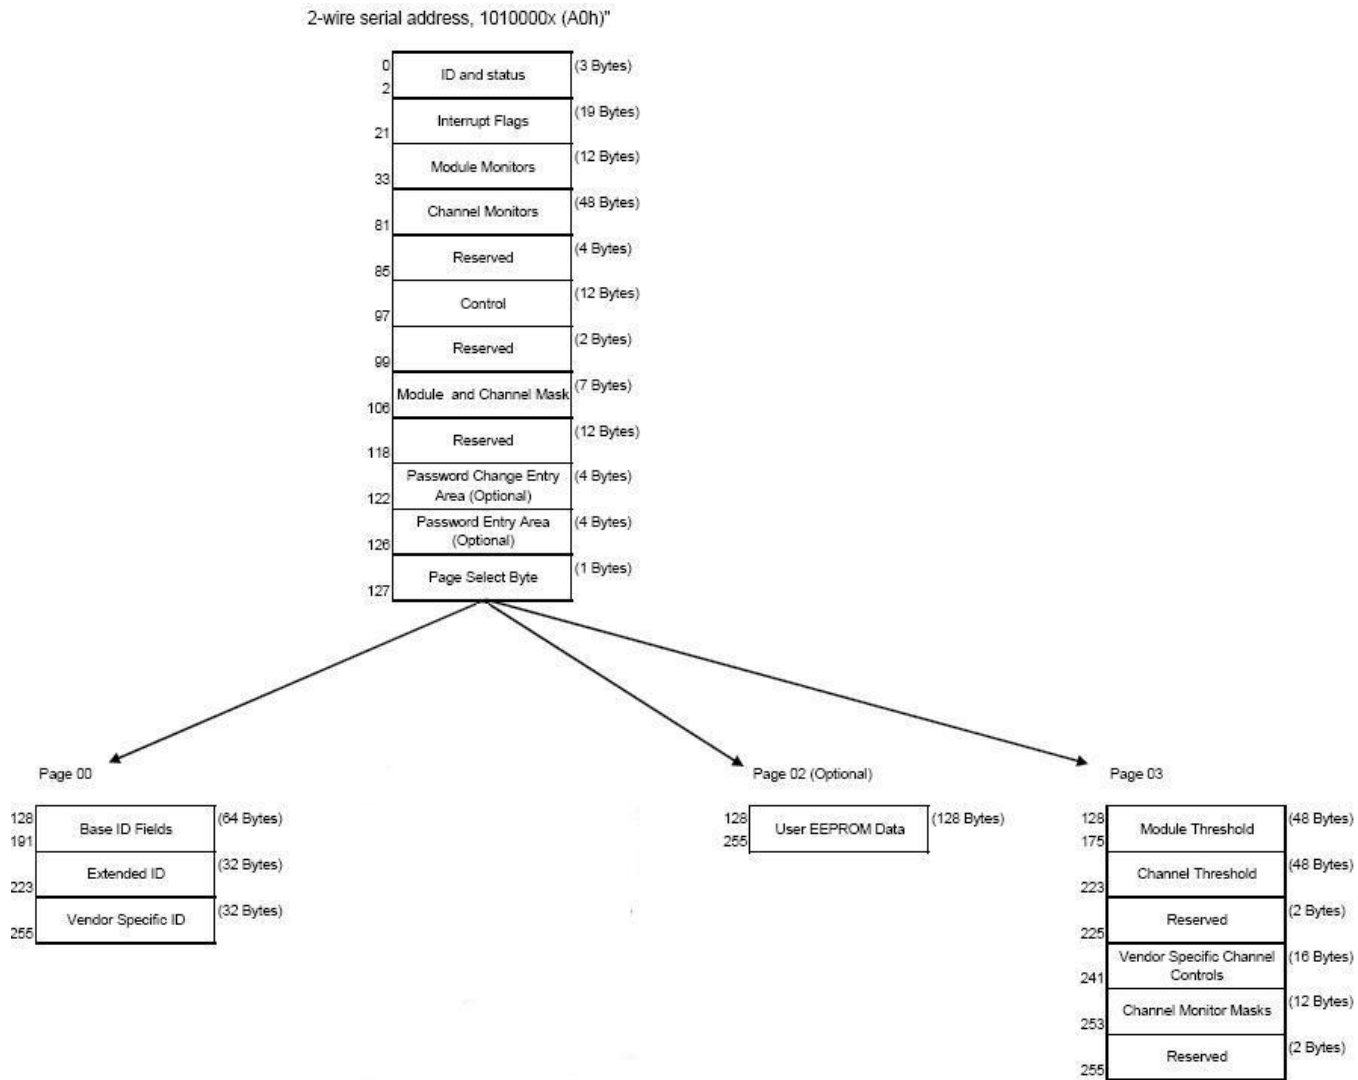 2-wire serial address, 1010000x (A0h)"
0 ID and status (3 Bytes)
2
Interrupt Flags (19 Bytes)
21
Module Monitors (12 Bytes)
33
Channel Monitors (48 Bytes)
81
Reserved (4 Bytes)
85
Control (12 Bytes)
97
Reserved (2 Bytes)
99
Module and Channel Mask (7 Bytes)
106
Reserved (12 Bytes)
118
Password Change Entry (4 Bytes)
122 Area (Optional)
Password Entry Area (4 Bytes)
126 (Optional)
Page Select Byte (1 Bytes)
127
Page 00
128 Base ID Fields (64 Bytes)
191
Extended ID (32 Bytes)
223
Vendor Specific ID (32 Bytes)
255
Page 02 (Optional)
128 User EEPROM Data (128 Bytes)
255
Page 03
128 Module Threshold (48 Bytes)
175
Channel Threshold (48 Bytes)
223
Reserved (2 Bytes)
225
Vendor Specific Channel (16 Bytes)
241 Controls
Channel Monitor Masks (12 Bytes)
253
Reserved (2 Bytes)
255